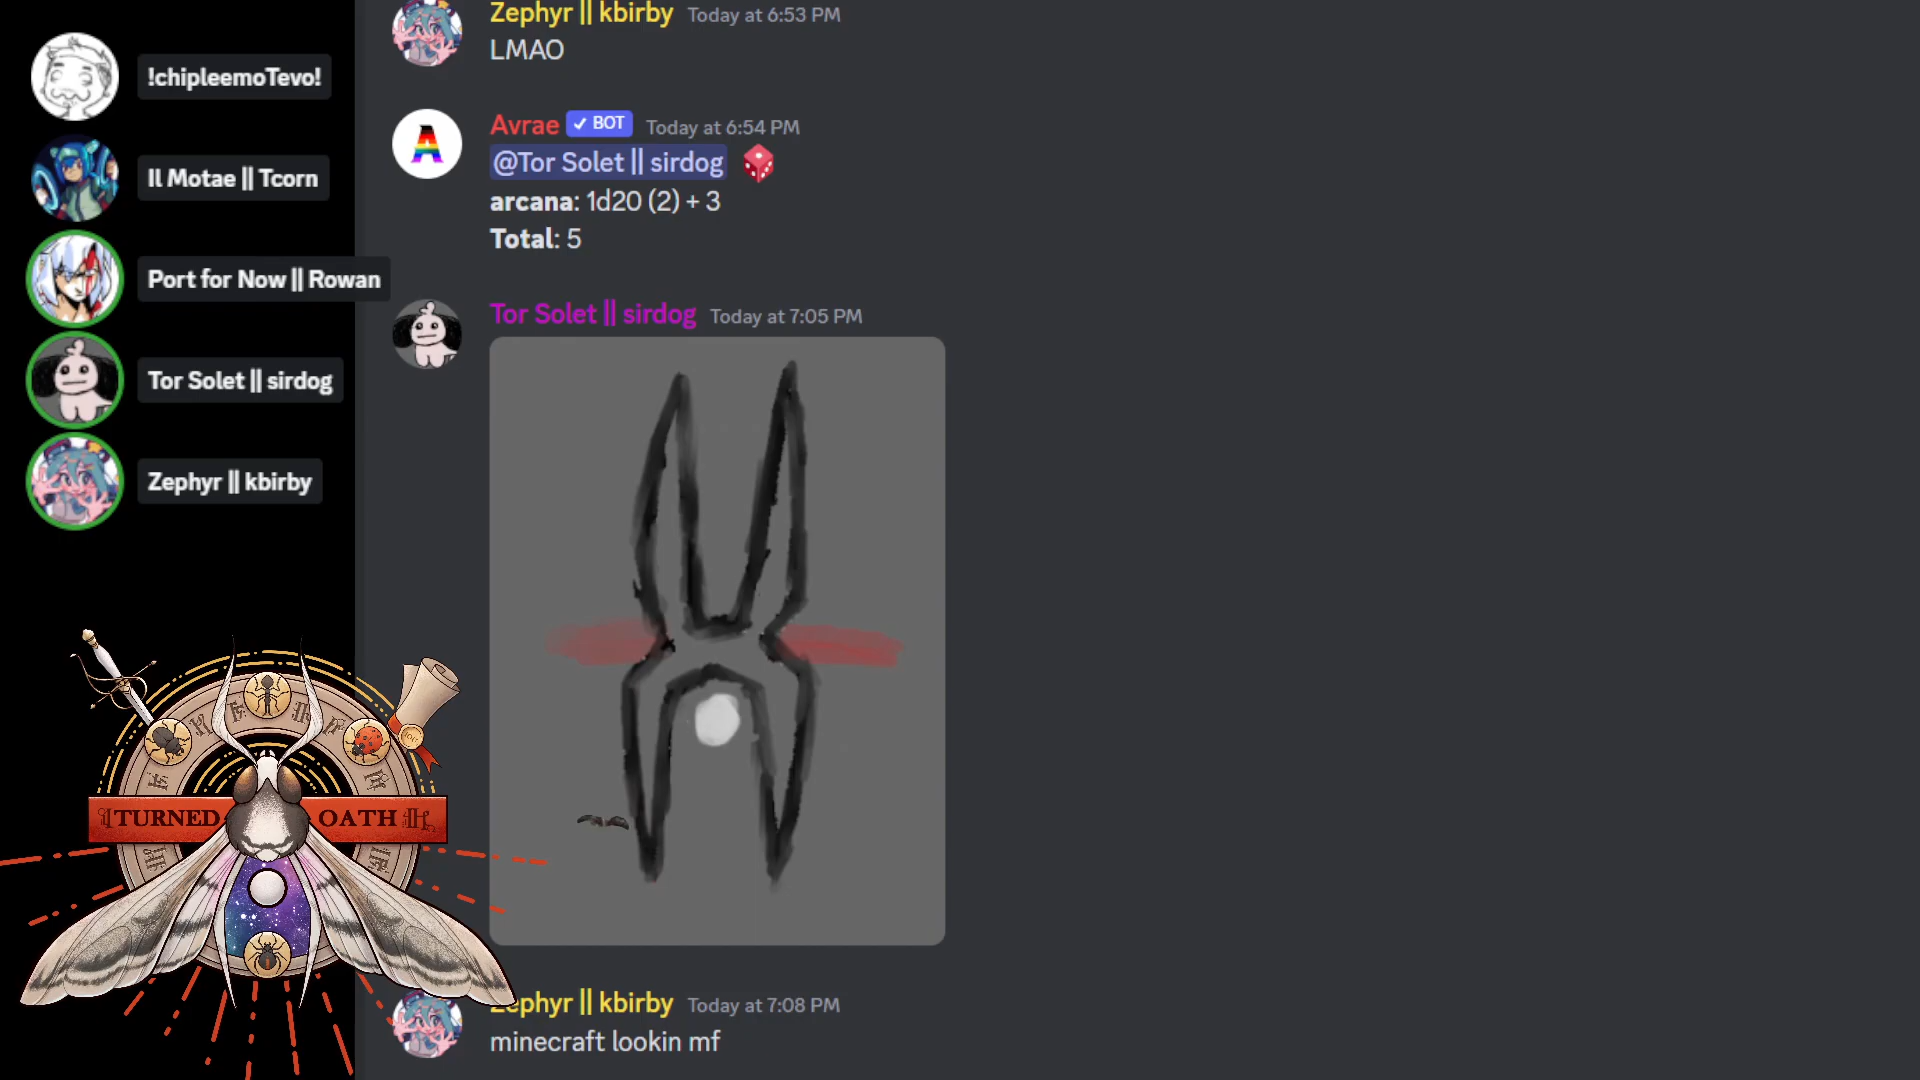 !chipleemoTevo!
Il Motae || Tcorn
Port for Now || Rowan
Tor Solet || sirdog
Zephyr || kbirby
TURNED OATH
Zephyr || kbirby Today at 6:53 PM
LMAO
A
Avrae ✓ BOT Today at 6:54 PM
@Tor Solet || sirdog
arcana: 1d20 (2) + 3
Total: 5
Tor Solet || sirdog Today at 7:05 PM
Zephyr || kbirby Today at 7:08 PM
minecraft lookin mf